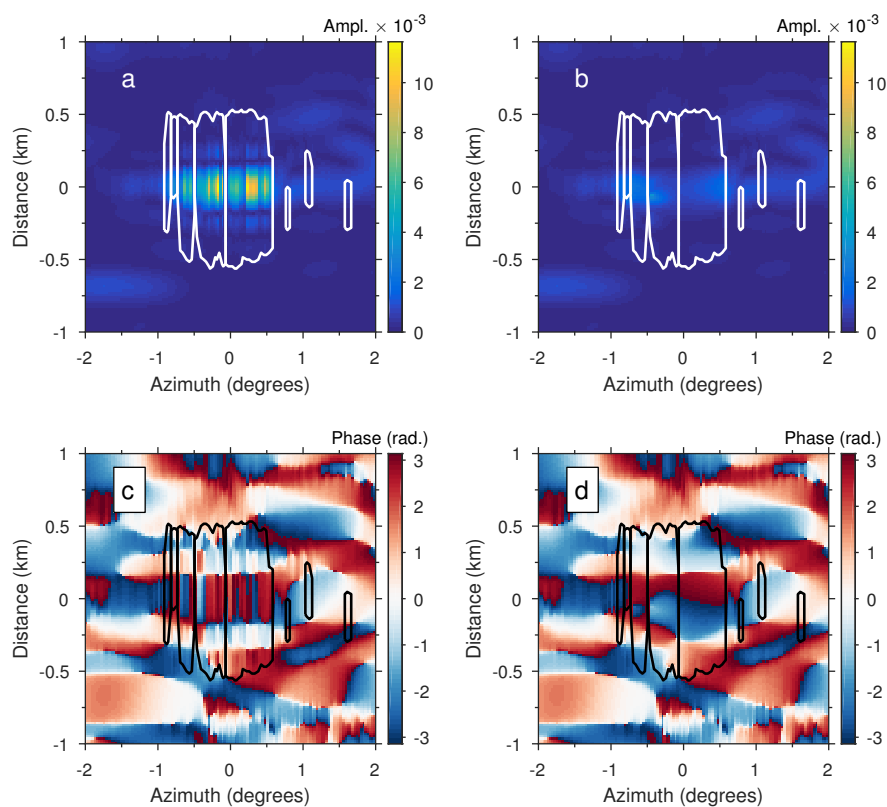 Ampl. × 10⁻³
Ampl. × 10⁻³
a
b
1
0.5
0
-0.5
-1
10
8
6
4
2
0
1
0.5
0
-0.5
-1
10
8
6
4
2
0
Distance (km)
Distance (km)
-2 -1 0 1 2
-2 -1 0 1 2
Azimuth (degrees)
Azimuth (degrees)
Phase (rad.)
Phase (rad.)
c
d
1
0.5
0
-0.5
-1
3
2
1
0
-1
-2
-3
1
0.5
0
-0.5
-1
3
2
1
0
-1
-2
-3
Distance (km)
Distance (km)
-2 -1 0 1 2
-2 -1 0 1 2
Azimuth (degrees)
Azimuth (degrees)